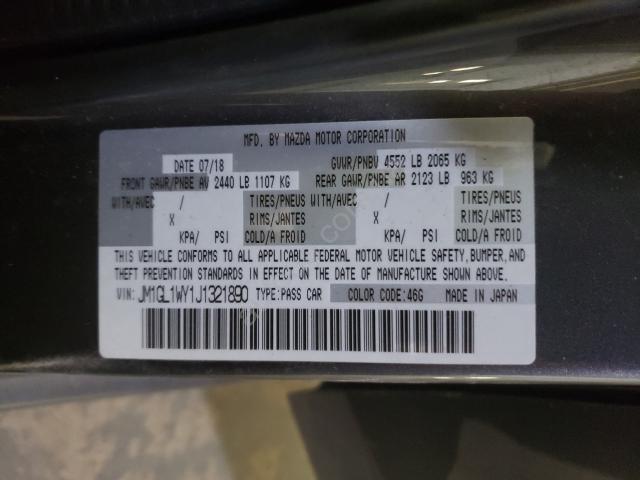 MFD. BY MAZDA MOTOR CORPORATION
DATE 07/18 GVWR/PNBV 4552 LB 2065 KG
FRONT GAWR/PNBE AV 2440 LB 1107 KG REAR GAWR/PNBE AR 2123 LB 963 KG
WITH/AVEC / TIRES/PNEUS WITH/AVEC / TIRES/PNEUS
X RIMS/JANTES X RIMS/JANTES
KPA/ PSI COLD/A FROID KPA/ PSI COLD/A FROID
THIS VEHICLE CONFORMS TO ALL APPLICABLE FEDERAL MOTOR VEHICLE SAFETY, BUMPER, AND
THEFT PREVENTION STANDARDS IN EFFECT ON THE DATE OF MANUFACTURE SHOWN ABOVE.
VIN: JM1GL1WY1J1321890 TYPE:PASS CAR COLOR CODE:46G MADE IN JAPAN